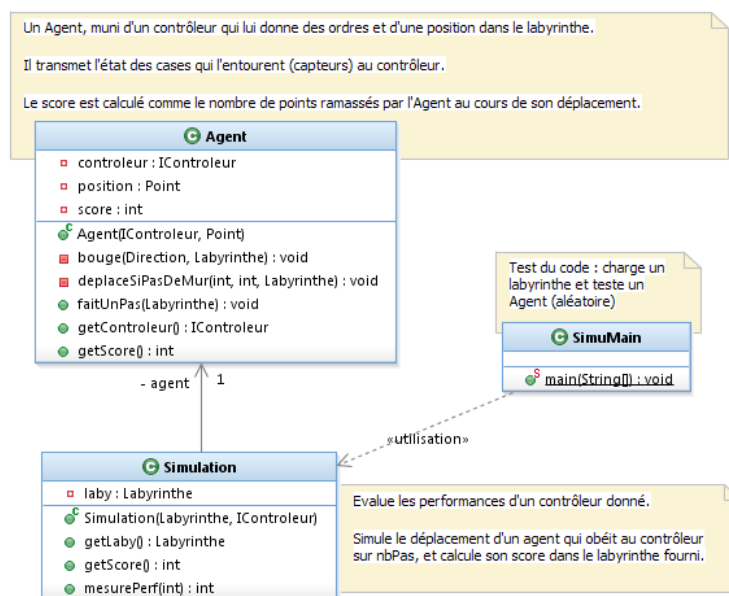 Un Agent, muni d'un contrôleur qui lui donne des ordres et d'une position dans le labyrinthe.
Il transmet l'état des cases qui l'entourent (capteurs) au contrôleur.
Le score est calculé comme le nombre de points ramassés par l'Agent au cours de son déplacement.
C Agent
controleur : IControleur
position : Point
score : int
C Agent(IControleur, Point)
bouge(Direction, Labyrinthe) : void
deplaceSiPasDeMur(int, int, Labyrinthe) : void
faitUnPas(Labyrinthe) : void
getControleur() : IControleur
getScore() : int
Test du code : charge un
labyrinthe et teste un
Agent (aléatoire)
C SimuMain
S main(String[]) : void
- agent 1
«utilisation»
C Simulation
laby : Labyrinthe
C Simulation(Labyrinthe, IControleur)
getLaby() : Labyrinthe
getScore() : int
mesurePerf(int) : int
Evalue les performances d'un contrôleur donné.
Simule le déplacement d'un agent qui obéit au contrôleur
sur nbPas, et calcule son score dans le labyrinthe fourni.